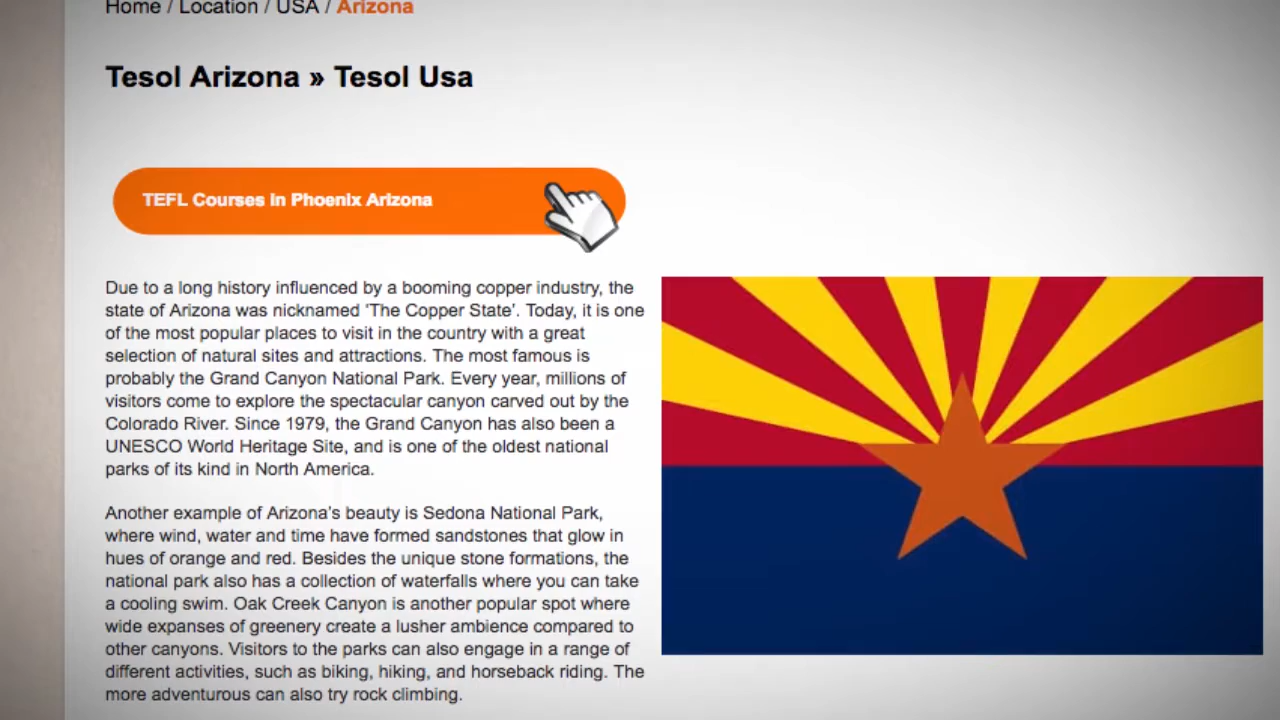 Home / Location / USA / Arizona
Tesol Arizona » Tesol Usa
TEFL Courses in Phoenix Arizona
Due to a long history influenced by a booming copper industry, the
state of Arizona was nicknamed 'The Copper State'. Today, it is one
of the most popular places to visit in the country with a great
selection of natural sites and attractions. The most famous is
probably the Grand Canyon National Park. Every year, millions of
visitors come to explore the spectacular canyon carved out by the
Colorado River. Since 1979, the Grand Canyon has also been a
UNESCO World Heritage Site, and is one of the oldest national
parks of its kind in North America.
Another example of Arizona's beauty is Sedona National Park,
where wind, water and time have formed sandstones that glow in
hues of orange and red. Besides the unique stone formations, the
national park also has a collection of waterfalls where you can take
a cooling swim. Oak Creek Canyon is another popular spot where
wide expanses of greenery create a lusher ambience compared to
other canyons. Visitors to the parks can also engage in a range of
different activities, such as biking, hiking, and horseback riding. The
more adventurous can also try rock climbing.